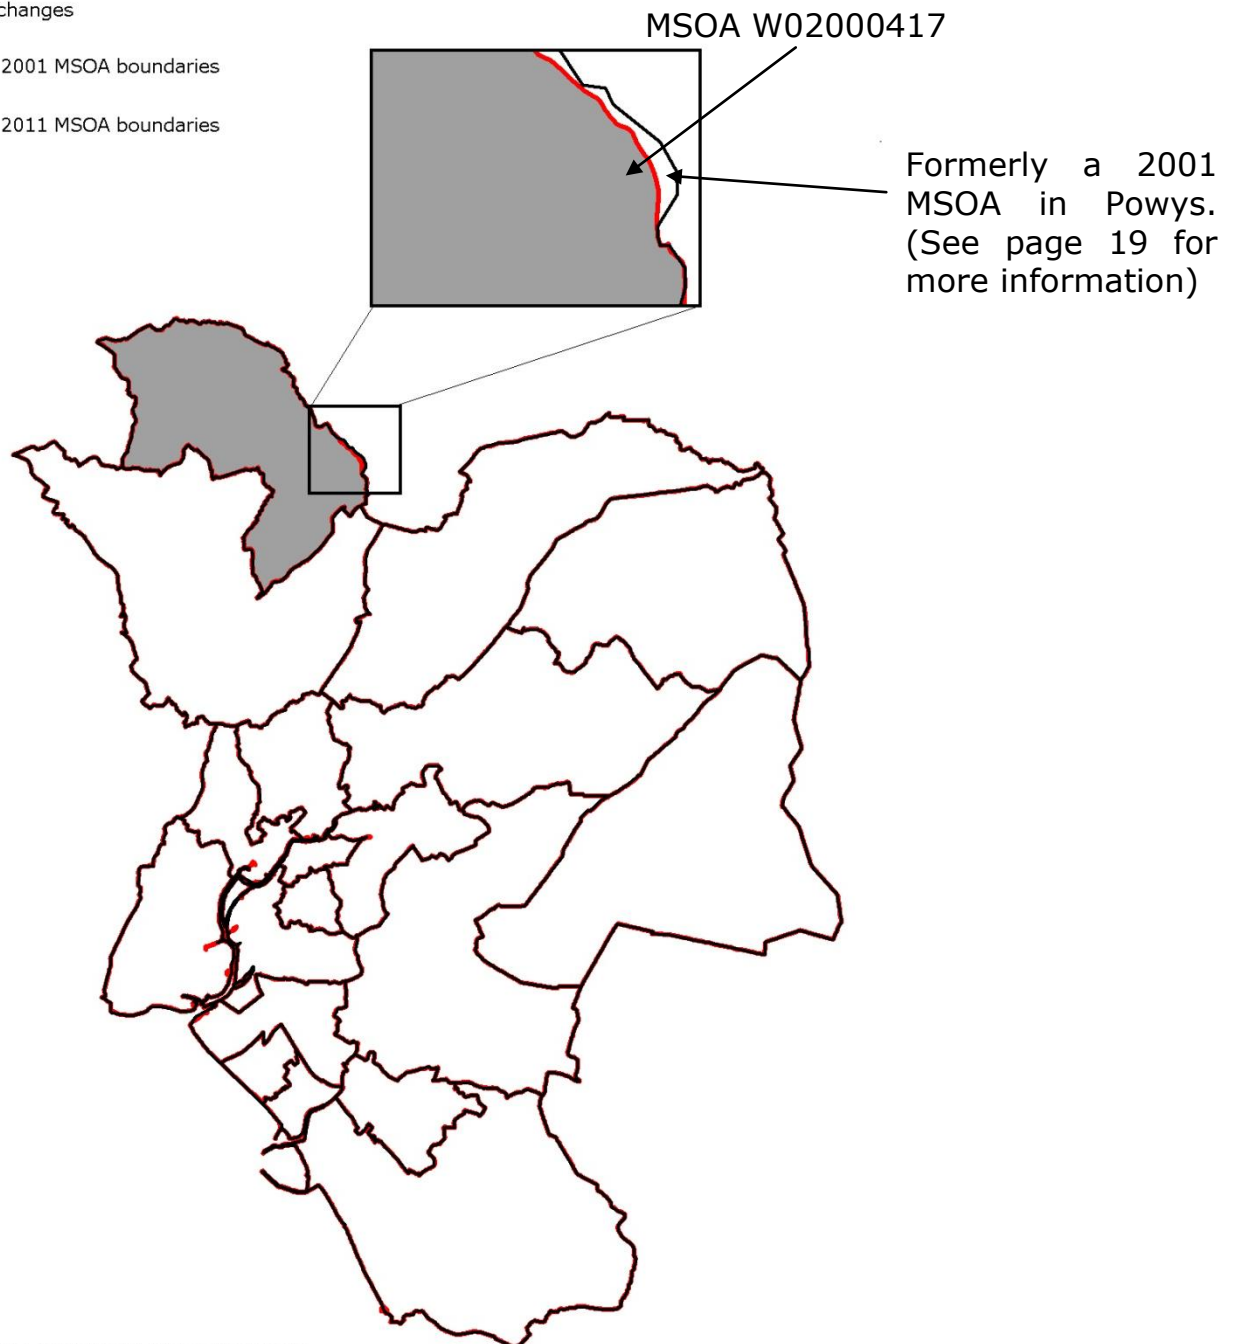 changes
2001 MSOA boundaries
2011 MSOA boundaries
MSOA W02000417
Formerly a 2001
MSOA in Powys.
(See page 19 for
more information)